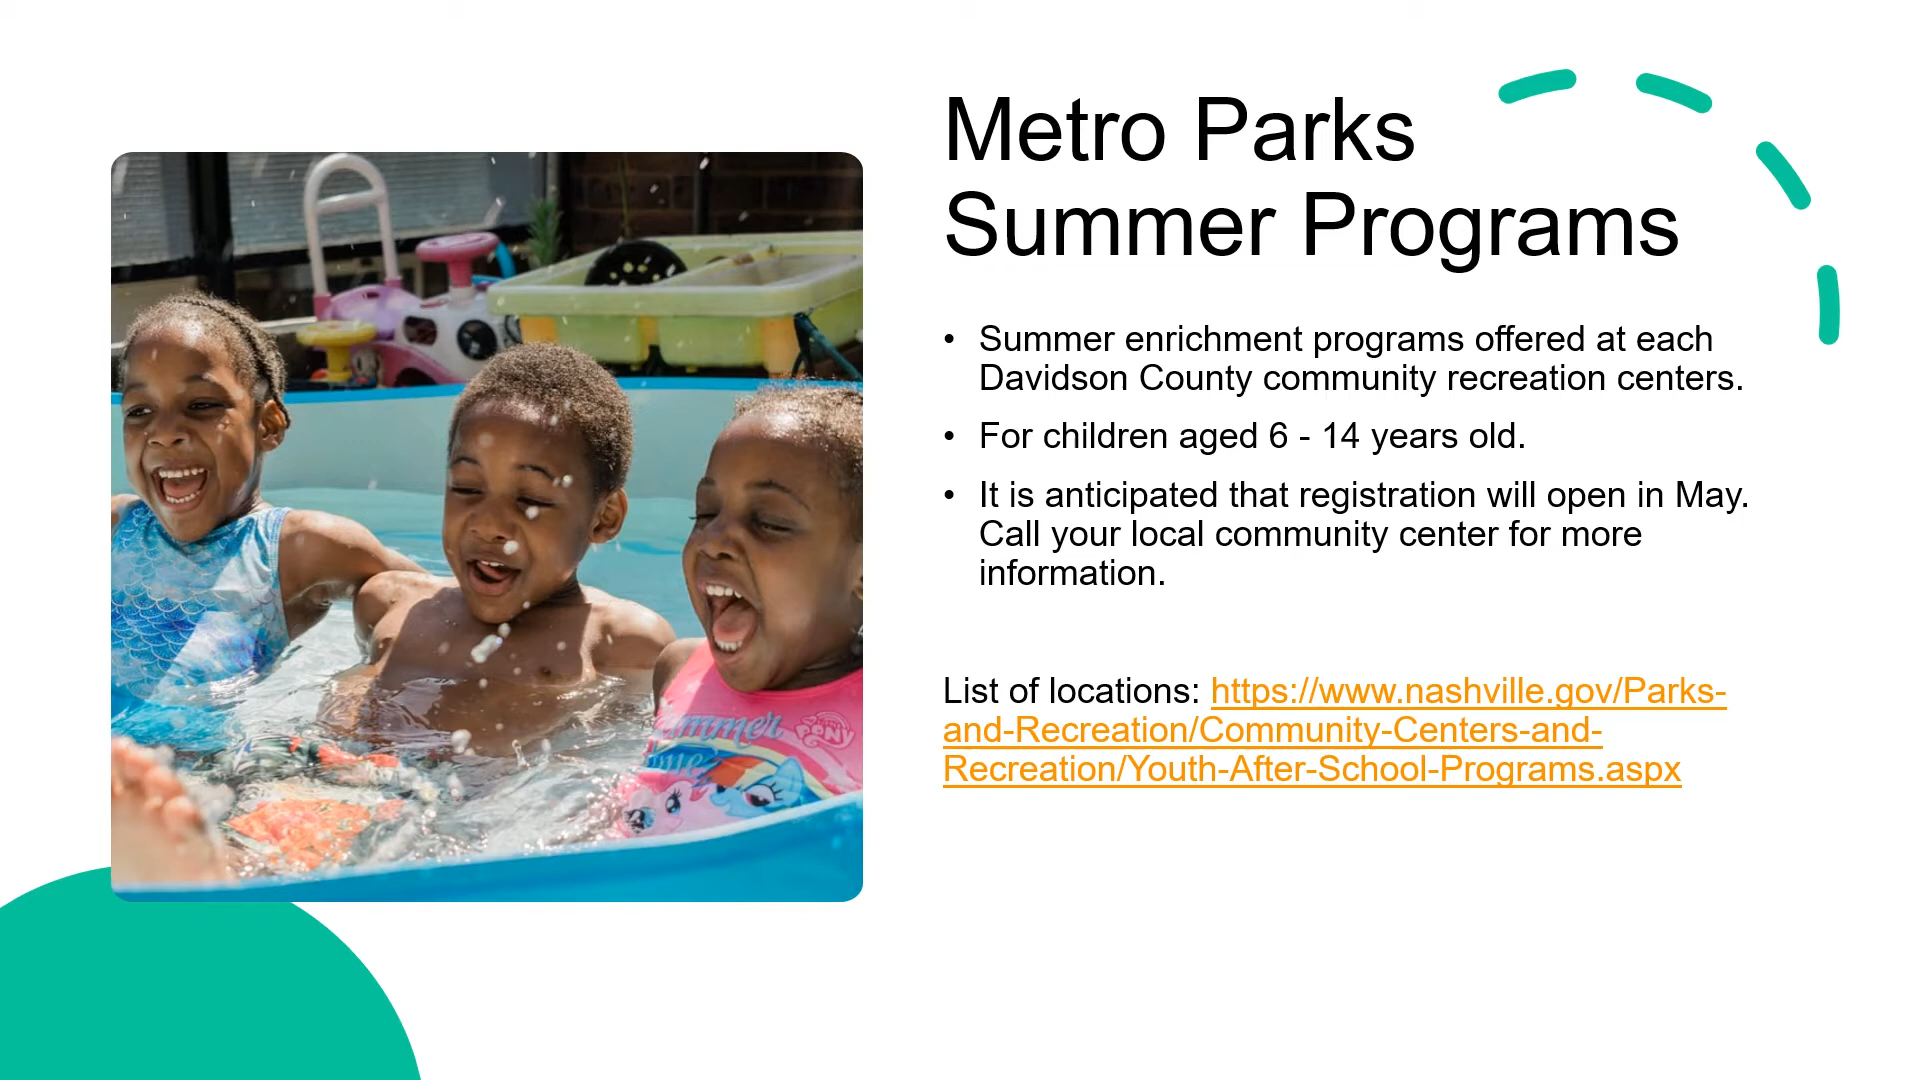 Metro Parks
Summer Programs
• Summer enrichment programs offered at each
Davidson County community recreation centers.
• For children aged 6 - 14 years old.
• It is anticipated that registration will open in May.
Call your local community center for more
information.
List of locations: https://www.nashville.gov/Parks-
and-Recreation/Community-Centers-and-
Recreation/Youth-After-School-Programs.aspx
Summer
PONY